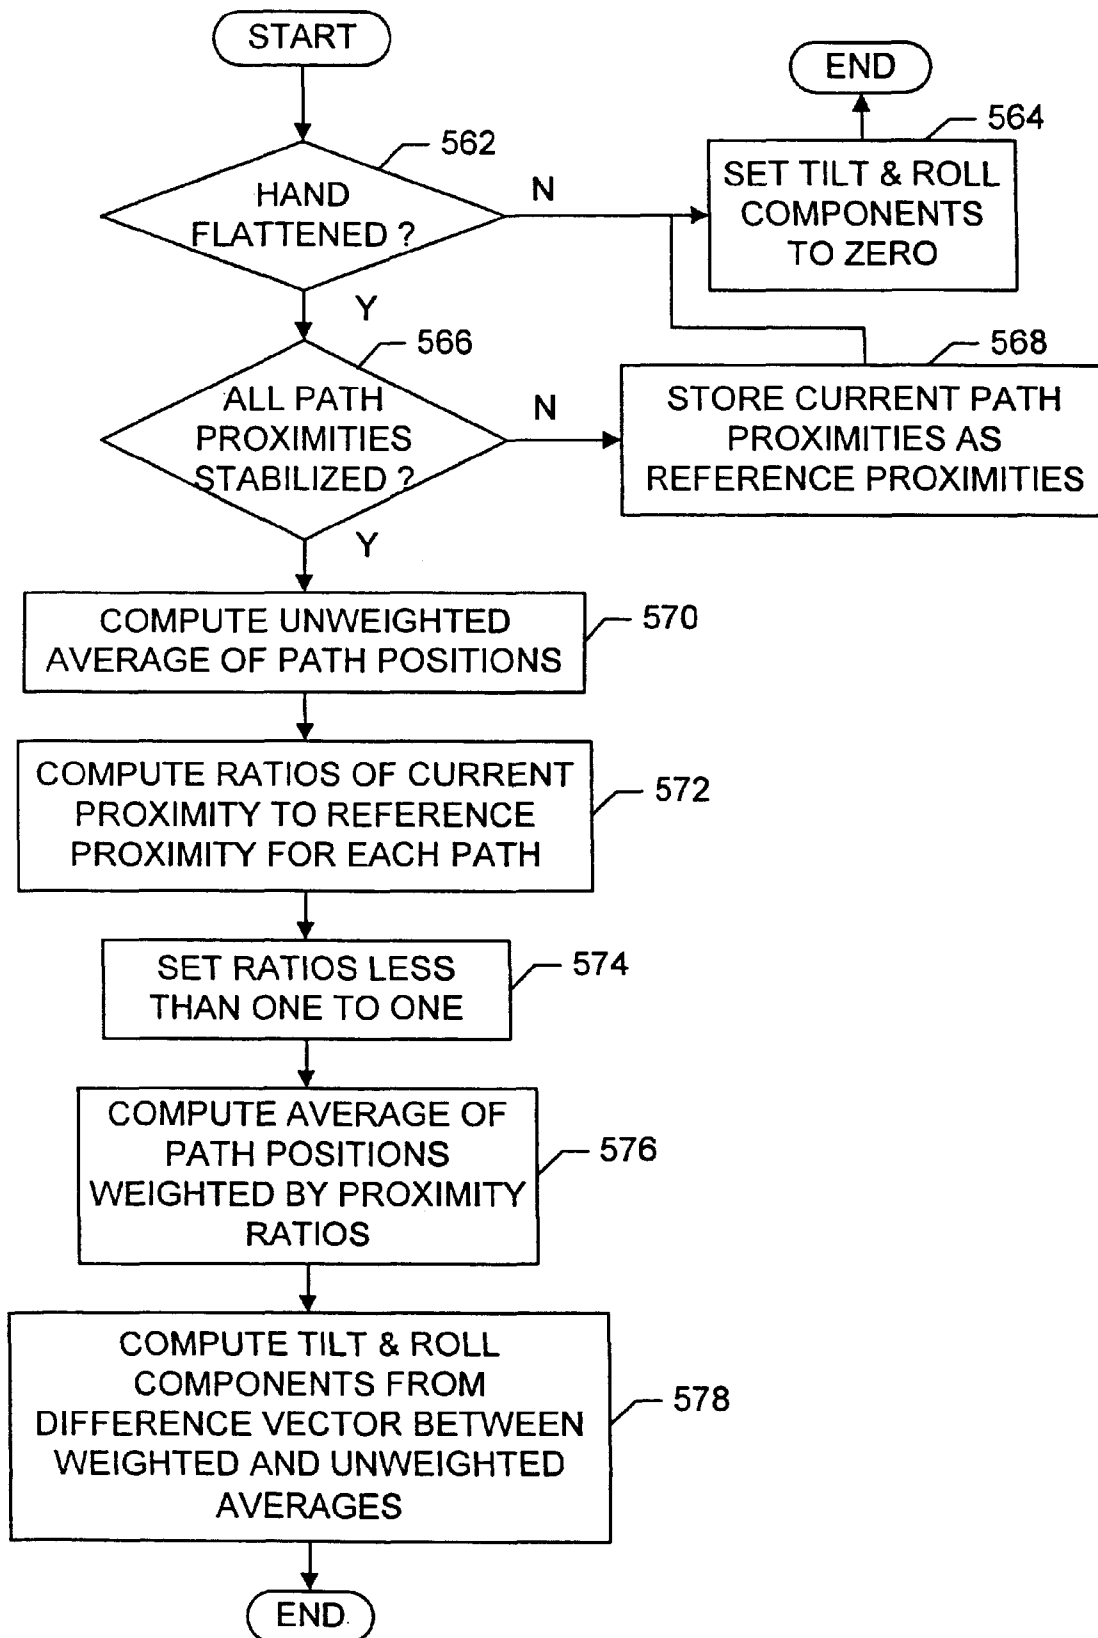 START
END
562
564
HAND
FLATTENED ?
N
SET TILT & ROLL
COMPONENTS
TO ZERO
Y
566
568
ALL PATH
PROXIMITIES
STABILIZED ?
N
STORE CURRENT PATH
PROXIMITIES AS
REFERENCE PROXIMITIES
Y
COMPUTE UNWEIGHTED
AVERAGE OF PATH POSITIONS
570
COMPUTE RATIOS OF CURRENT
PROXIMITY TO REFERENCE
PROXIMITY FOR EACH PATH
572
SET RATIOS LESS
THAN ONE TO ONE
574
COMPUTE AVERAGE OF
PATH POSITIONS
WEIGHTED BY PROXIMITY
RATIOS
576
COMPUTE TILT & ROLL
COMPONENTS FROM
DIFFERENCE VECTOR BETWEEN
WEIGHTED AND UNWEIGHTED
AVERAGES
578
END